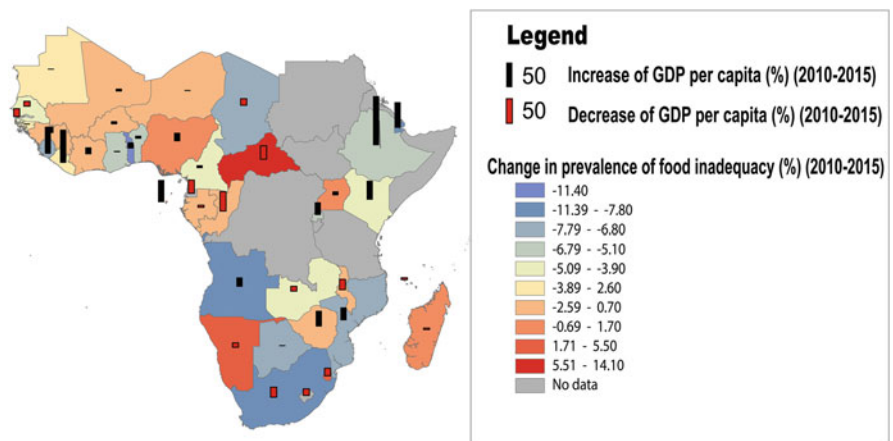 Legend
50 Increase of GDP per capita (%) (2010-2015)
50 Decrease of GDP per capita (%) (2010-2015)
Change in prevalence of food inadequacy (%) (2010-2015)
-11.40
-11.39 - -7.80
-7.79 - -6.80
-6.79 - -5.10
-5.09 - -3.90
-3.89 - 2.60
-2.59 - 0.70
-0.69 - 1.70
1.71 - 5.50
5.51 - 14.10
No data